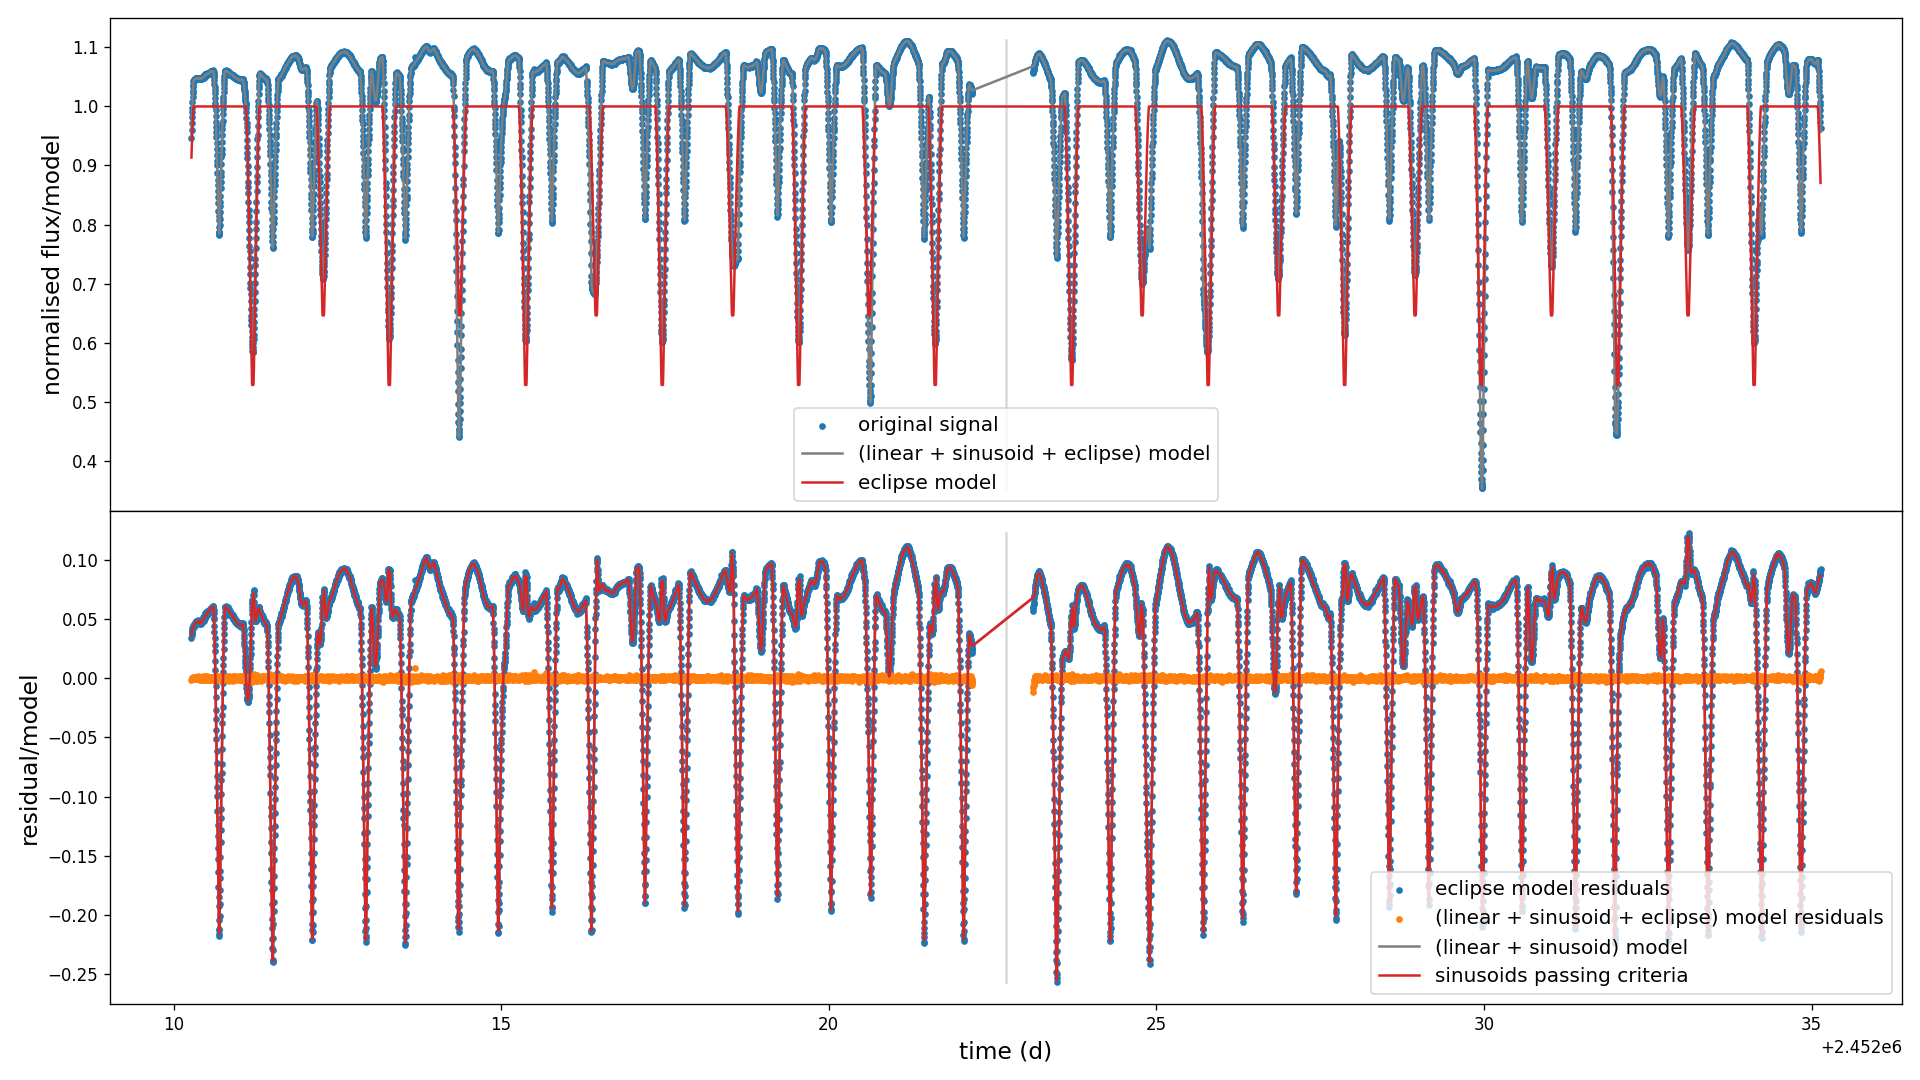 normalised flux/model
1.1
1.0
0.9
0.8
0.7
0.6
0.5
0.4
original signal
(linear + sinusoid + eclipse) model
eclipse model
residual/model
0.10
0.05
0.00
−0.05
−0.10
−0.15
−0.20
−0.25
eclipse model residuals
(linear + sinusoid + eclipse) model residuals
(linear + sinusoid) model
sinusoids passing criteria
10 15 20 25 30 35
time (d)
+2.452e6